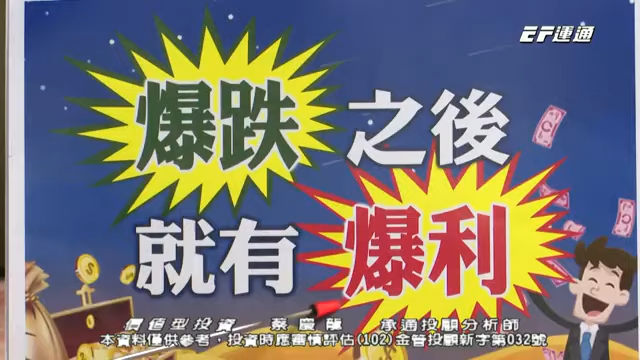 EF運通
爆跌之後
就有爆利
價值型投資 蔡慶龍 承通投顧分析師
本資料僅供參考，投資時應審慎評估(102)金管投顧新字第032號